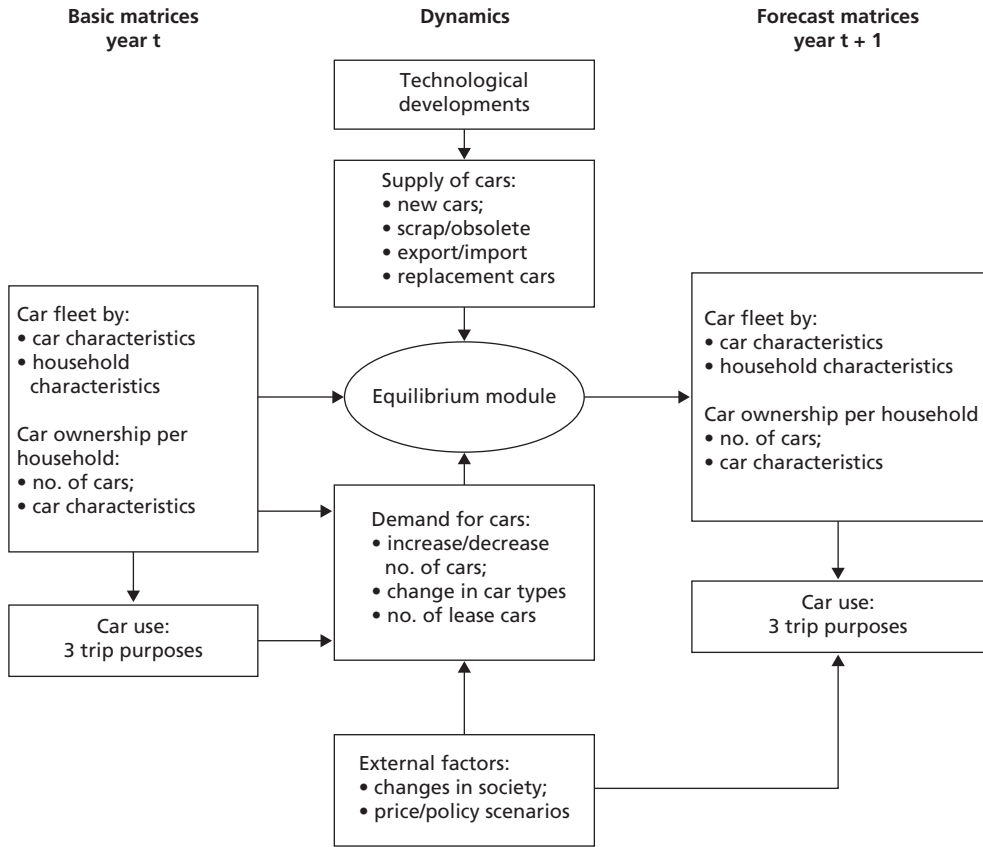 Basic matrices
year t
Dynamics
Forecast matrices
year t + 1
Technological
developments
Supply of cars:
• new cars;
• scrap/obsolete
• export/import
• replacement cars
Car fleet by:
• car characteristics
• household
characteristics
Car ownership per
household:
• no. of cars;
• car characteristics
Equilibrium module
Car fleet by:
• car characteristics
• household characteristics
Car ownership per household
• no. of cars;
• car characteristics
Demand for cars:
• increase/decrease
no. of cars;
• change in car types
• no. of lease cars
Car use:
3 trip purposes
Car use:
3 trip purposes
External factors:
• changes in society;
• price/policy scenarios